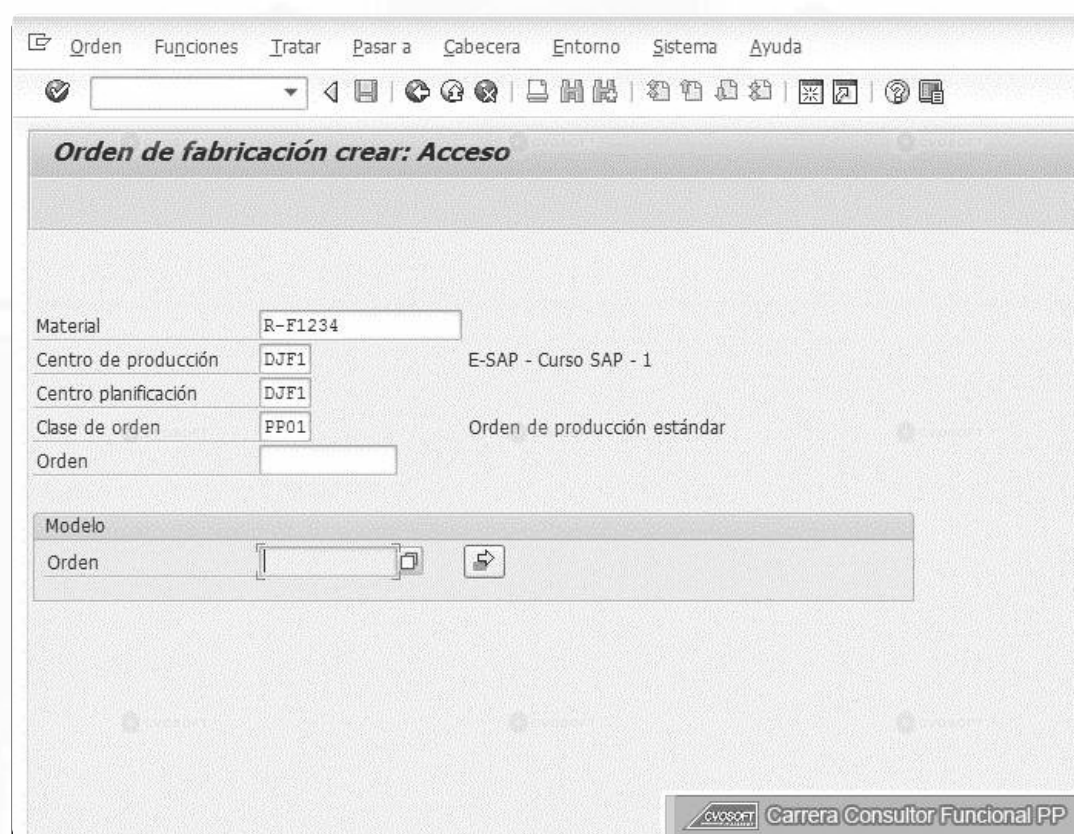 Orden Funciones Tratar Pasar a Cabecera Entorno Sistema Ayuda
Orden de fabricación crear: Acceso
Material R-F1234
Centro de producción DJF1 E-SAP - Curso SAP - 1
Centro planificación DJF1
Clase de orden PP01 Orden de producción estándar
Orden
Modelo
Orden
CVOSOFT Carrera Consultor Funcional PP